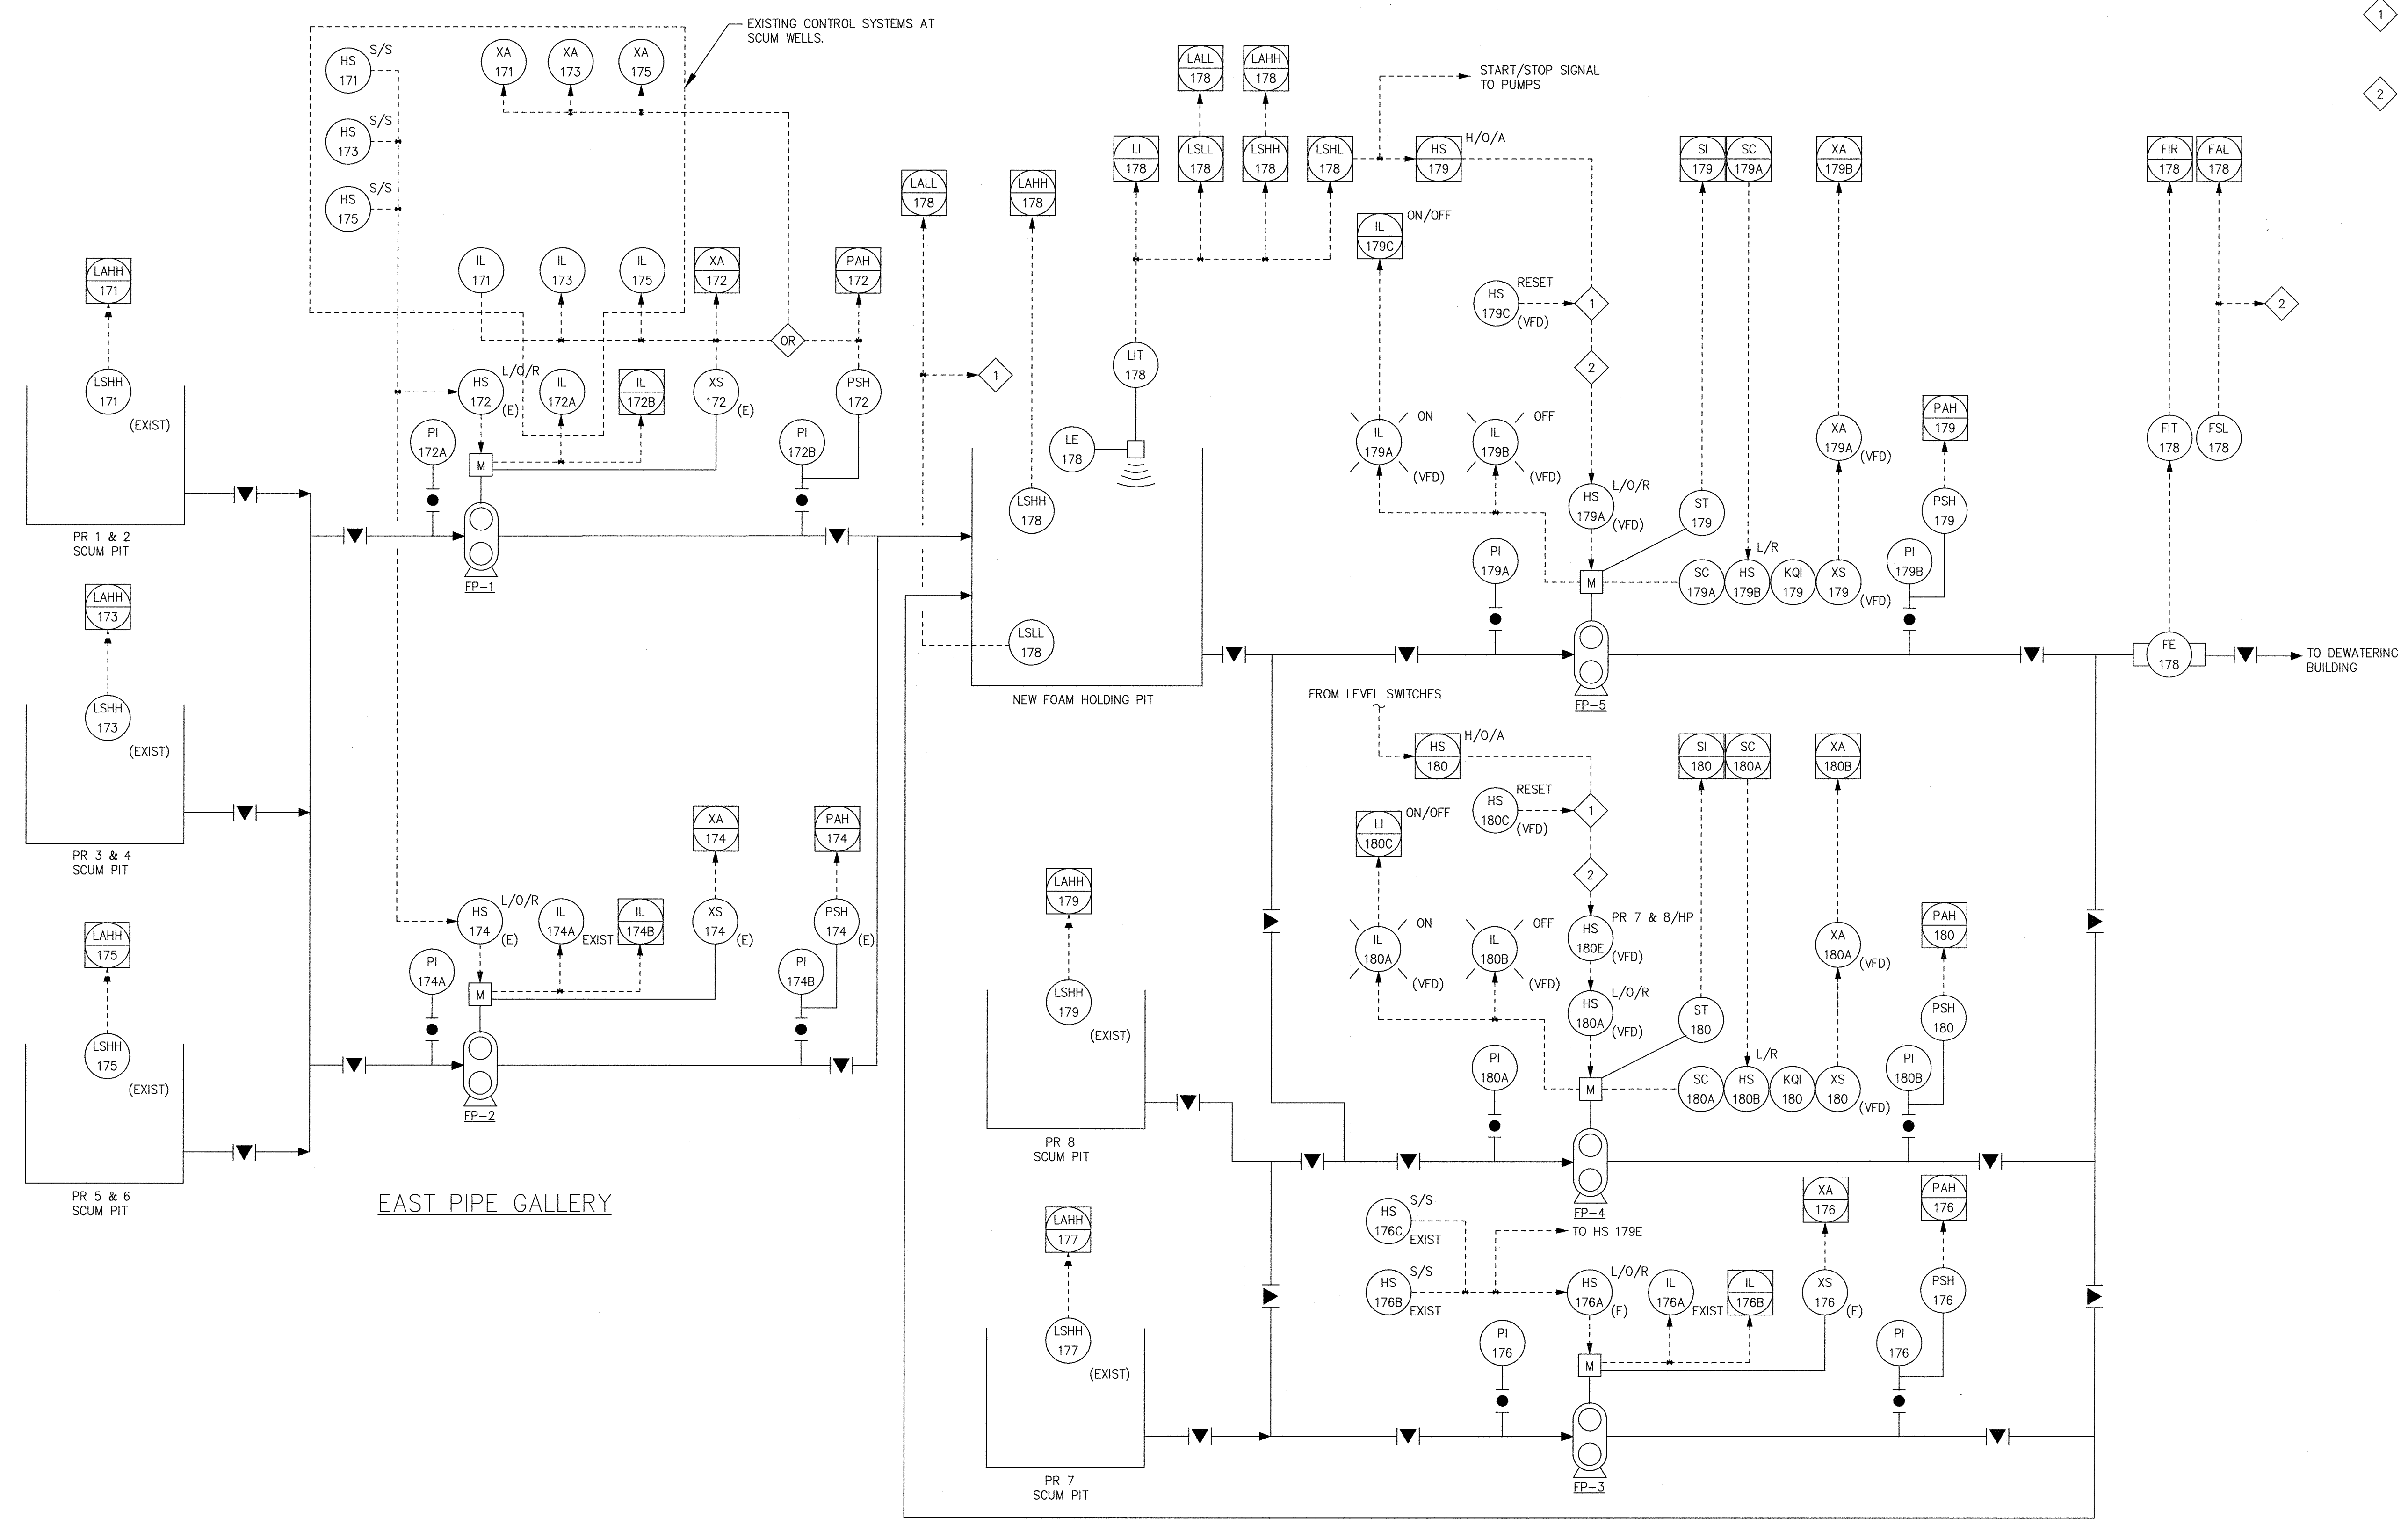 EXISTING CONTROL SYSTEMS AT
SCUM WELLS.
1
2
HS
171
S/S
HS
173
S/S
HS
175
S/S
XA
171
XA
173
XA
175
IL
171
IL
173
IL
175
XA
172
PAH
172
OR
LAHH
171
LSHH
171
(EXIST)
PR 1 & 2
SCUM PIT
HS
172
L/O/R
(E)
IL
172A
IL
172B
XS
172
(E)
PSH
172
PI
172A
PI
172B
M
FP-1
LAHH
173
LSHH
173
(EXIST)
PR 3 & 4
SCUM PIT
LAHH
175
LSHH
175
(EXIST)
PR 5 & 6
SCUM PIT
XA
174
PAH
174
HS
174
L/O/R
(E)
IL
174A
EXIST
IL
174B
XS
174
(E)
PSH
174
(E)
PI
174A
PI
174B
M
FP-2
EAST PIPE GALLERY
LALL
178
LAHH
178
1
LALL
178
LAHH
178
LI
178
LSLL
178
LSHH
178
LSHL
178
START/STOP SIGNAL
TO PUMPS
HS
179
H/O/A
LIT
178
LE
178
LSHH
178
LSLL
178
NEW FOAM HOLDING PIT
IL
179C
ON/OFF
HS
179C
RESET
(VFD)
1
2
IL
179A
ON
(VFD)
IL
179B
OFF
(VFD)
HS
179A
L/O/R
(VFD)
SI
179
SC
179A
XA
179B
ST
179
XA
179A
(VFD)
PAH
179
PSH
179
PI
179A
M
SC
179A
HS
179B
L/R
KQI
179
XS
179
(VFD)
PI
179B
FP-5
FIR
178
FAL
178
2
FIT
178
FSL
178
FE
178
TO DEWATERING
BUILDING
FROM LEVEL SWITCHES
HS
180
H/O/A
HS
180C
RESET
(VFD)
1
2
LI
180C
ON/OFF
IL
180A
ON
(VFD)
IL
180B
OFF
(VFD)
PR 7 & 8/HP
HS
180E
(VFD)
HS
180A
L/O/R
(VFD)
SI
180
SC
180A
XA
180B
ST
180
XA
180A
(VFD)
PAH
180
PSH
180
PI
180A
M
SC
180A
HS
180B
L/R
KQI
180
XS
180
(VFD)
PI
180B
FP-4
LAHH
179
LSHH
179
(EXIST)
PR 8
SCUM PIT
LAHH
177
LSHH
177
(EXIST)
PR 7
SCUM PIT
HS
176C
S/S
EXIST
HS
176B
S/S
EXIST
TO HS 179E
HS
176A
L/O/R
(E)
IL
176A
EXIST
IL
176B
XA
176
XS
176
(E)
PAH
176
PSH
176
PI
176
M
PI
176
FP-3